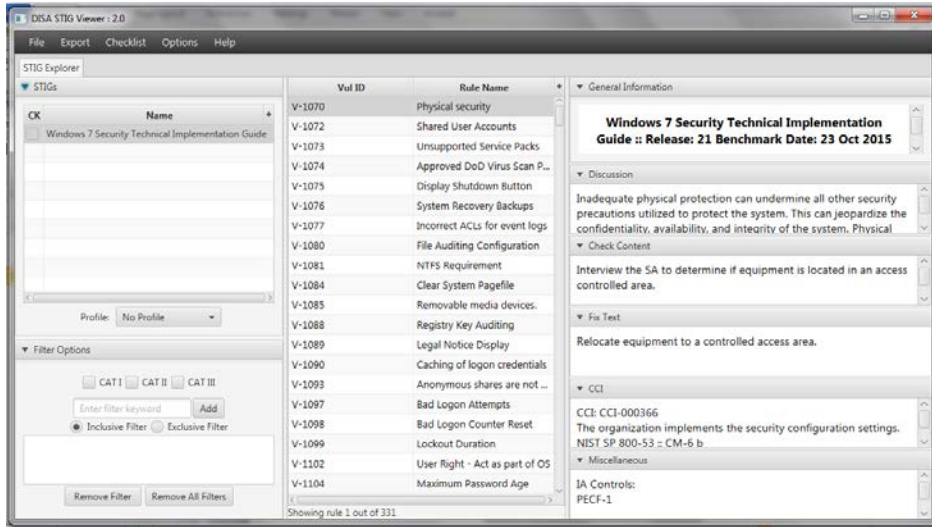 DISA STIG Viewer : 2.0
File Export Checklist Options Help
STIG Explorer
STIGs
CK Name +
Windows 7 Security Technical Implementation Guide
Profile: No Profile
Filter Options
CAT I CAT II CAT III
Enter filter keyword Add
Inclusive Filter Exclusive Filter
Remove Filter Remove All Filters
Vul ID Rule Name +
V-1070 Physical security
V-1072 Shared User Accounts
V-1073 Unsupported Service Packs
V-1074 Approved DoD Virus Scan P...
V-1075 Display Shutdown Button
V-1076 System Recovery Backups
V-1077 Incorrect ACLs for event logs
V-1080 File Auditing Configuration
V-1081 NTFS Requirement
V-1084 Clear System Pagefile
V-1085 Removable media devices.
V-1088 Registry Key Auditing
V-1089 Legal Notice Display
V-1090 Caching of logon credentials
V-1093 Anonymous shares are not ...
V-1097 Bad Logon Attempts
V-1098 Bad Logon Counter Reset
V-1099 Lockout Duration
V-1102 User Right - Act as part of OS
V-1104 Maximum Password Age
Showing rule 1 out of 331
General Information
Windows 7 Security Technical Implementation
Guide :: Release: 21 Benchmark Date: 23 Oct 2015
Discussion
Inadequate physical protection can undermine all other security
precautions utilized to protect the system. This can jeopardize the
confidentiality, availability, and integrity of the system. Physical
Check Content
Interview the SA to determine if equipment is located in an access
controlled area.
Fix Text
Relocate equipment to a controlled access area.
CCI
CCI: CCI-000366
The organization implements the security configuration settings.
NIST SP 800-53 :: CM-6 b
Miscellaneous
IA Controls:
PECF-1